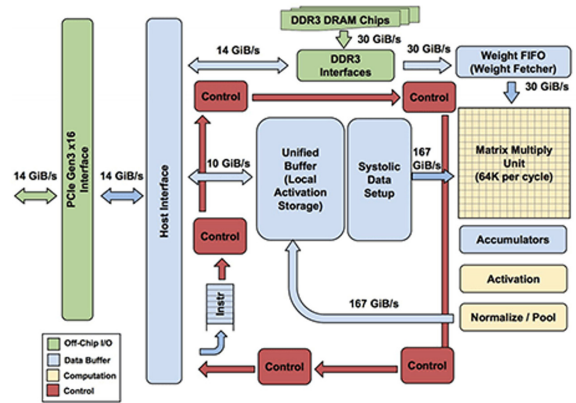 DDR3 DRAM Chips
30 GiB/s
14 GiB/s
DDR3
Interfaces
30 GiB/s
Weight FIFO
(Weight Fetcher)
30 GiB/s
Control
Control
PCIe Gen3 x16
Interface
14 GiB/s
14 GiB/s
Host Interface
10 GiB/s
Unified
Buffer
(Local
Activation
Storage)
Systolic
Data
Setup
167
GiB/s
Matrix Multiply
Unit
(64K per cycle)
Control
Accumulators
Activation
Instr
167 GiB/s
Normalize / Pool
Off-Chip I/O
Data Buffer
Computation
Control
Control
Control